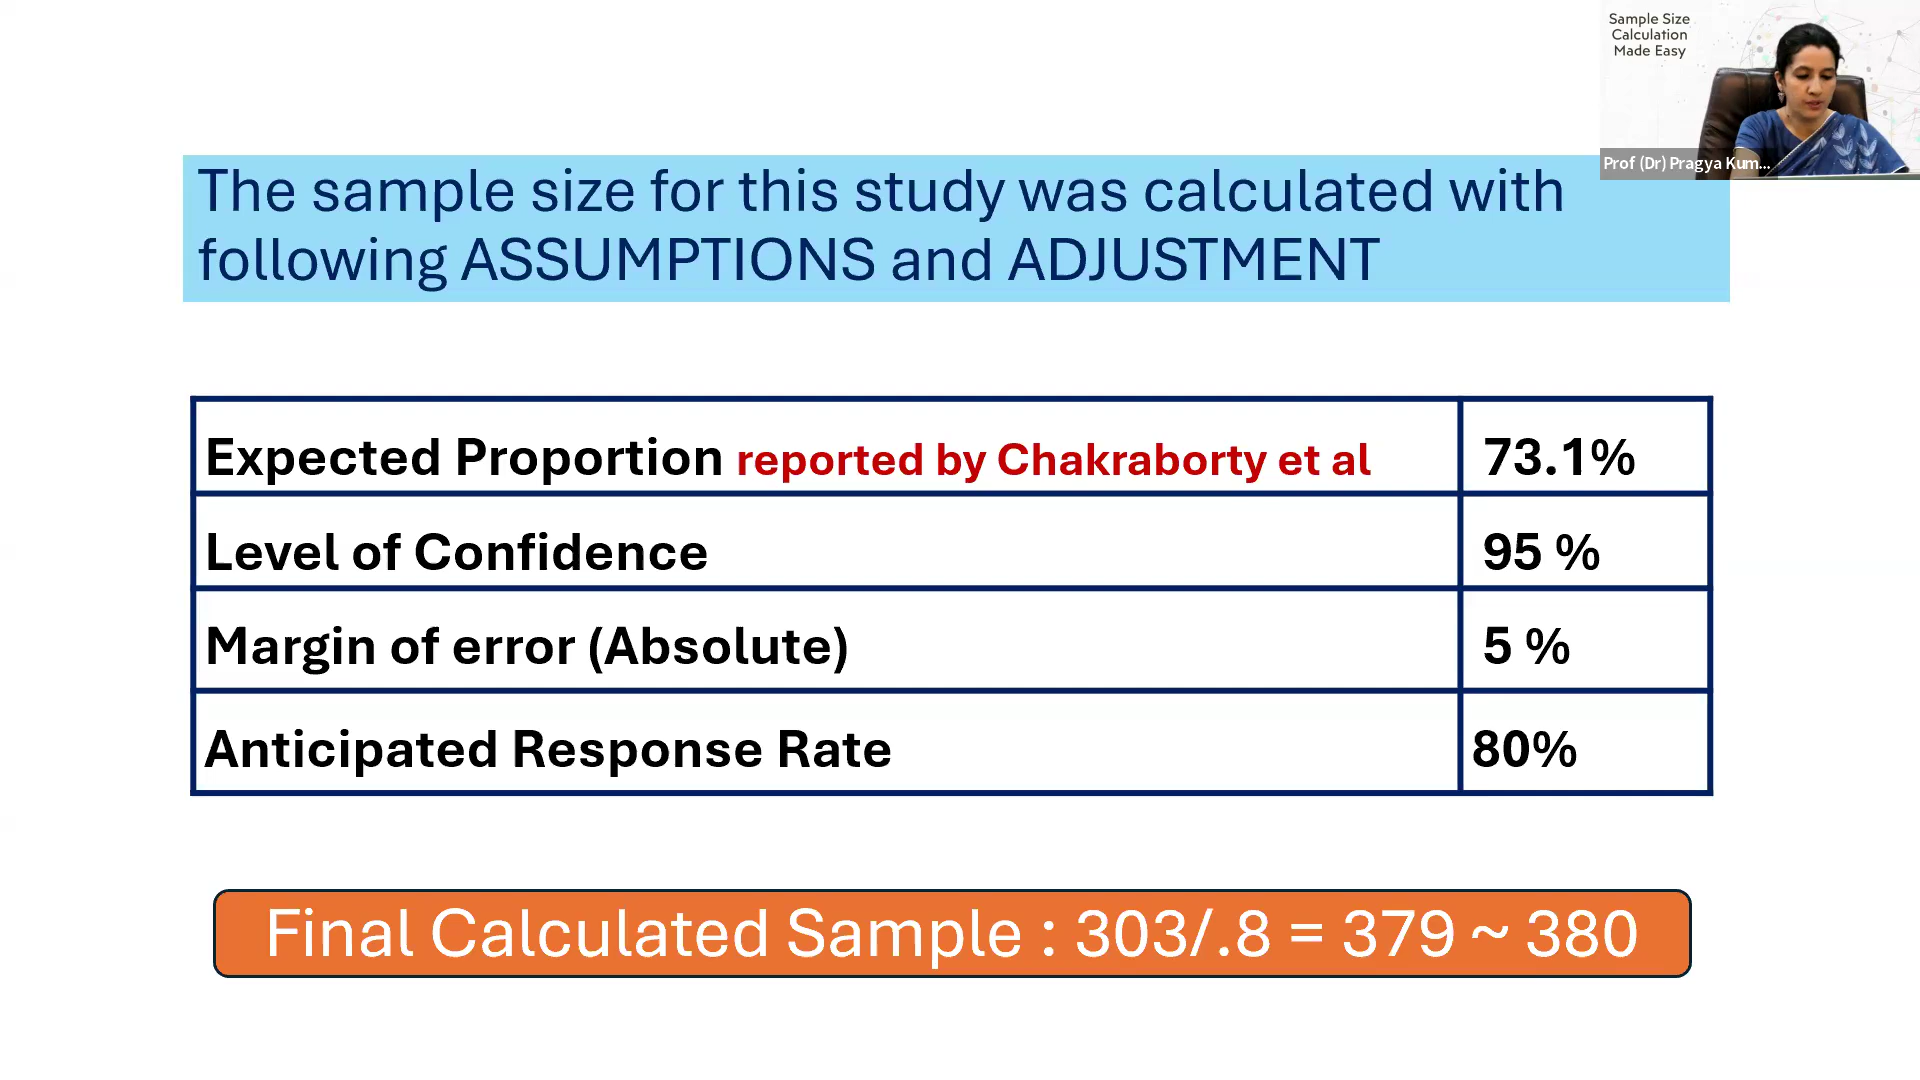 Sample Size
Calculation
Made Easy
Prof (Dr) Pragya Kum...
The sample size for this study was calculated with
following ASSUMPTIONS and ADJUSTMENT
Expected Proportion reported by Chakraborty et al 73.1%
Level of Confidence 95 %
Margin of error (Absolute) 5 %
Anticipated Response Rate 80%
Final Calculated Sample : 303/.8 = 379 ~ 380